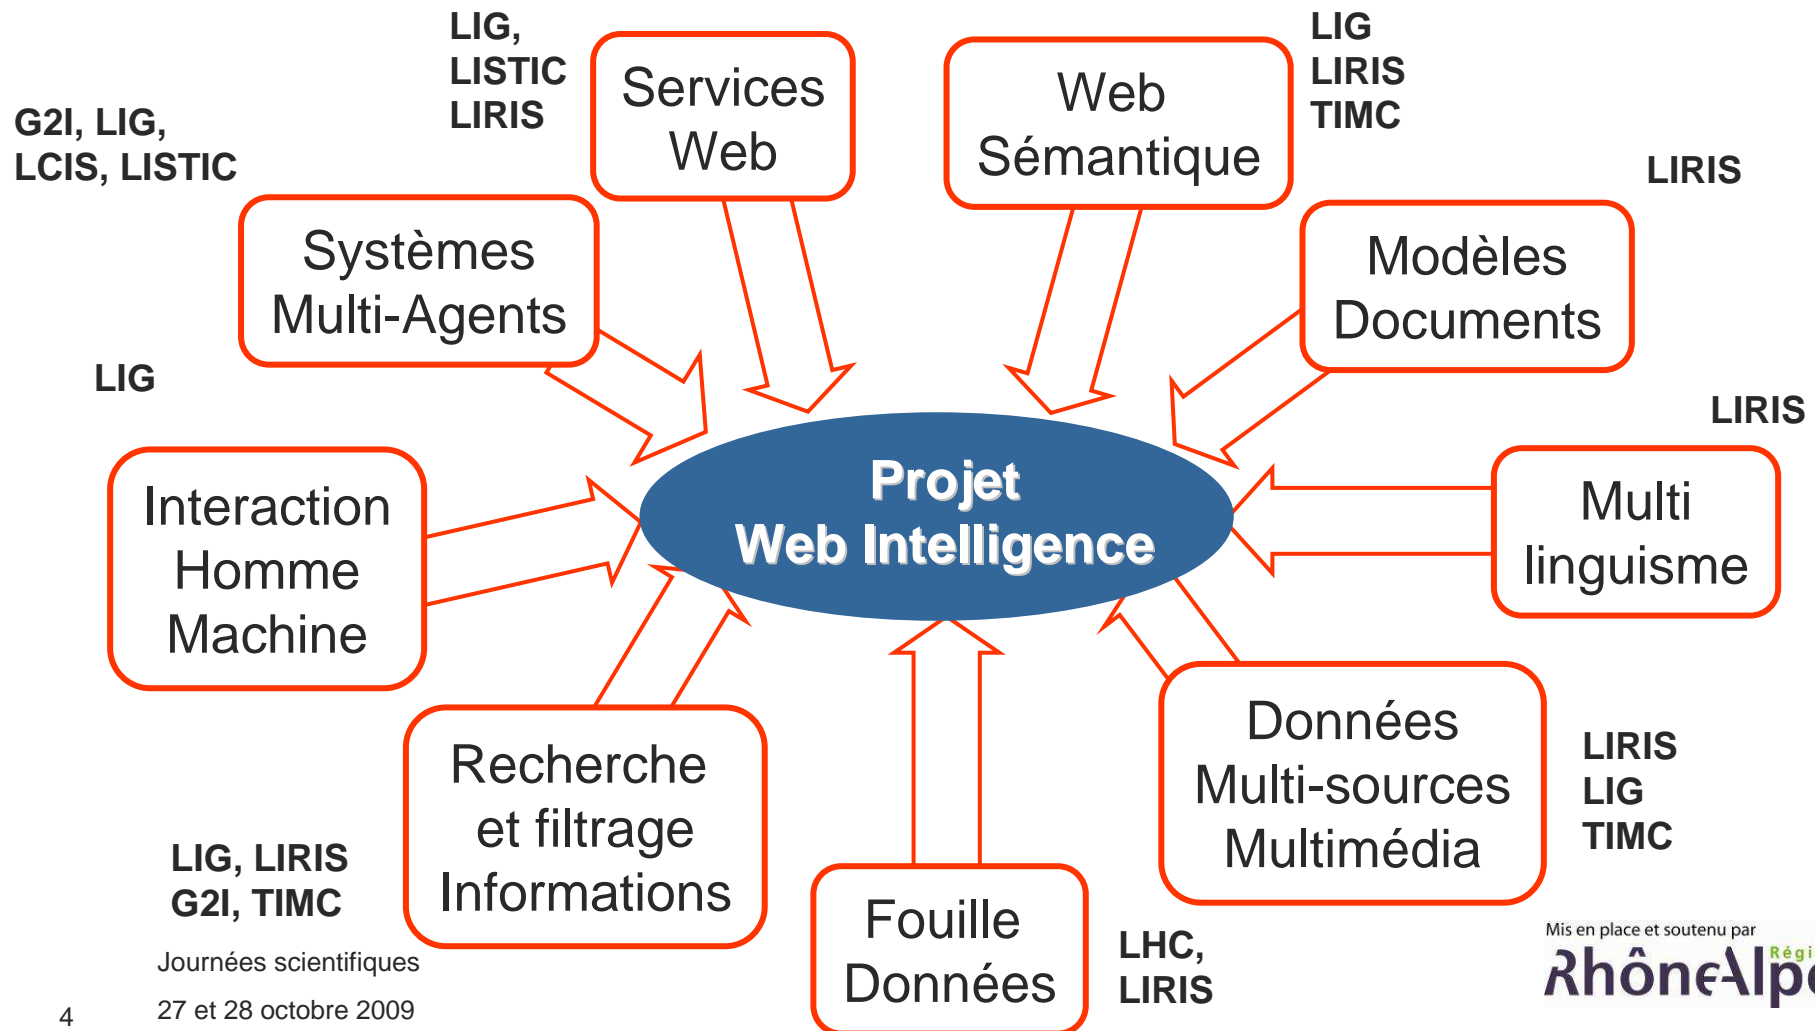 LIG,
LISTIC
LIRIS
Services
Web
Web
Sémantique
LIG
LIRIS
TIMC
G2I, LIG,
LCIS, LISTIC
Systèmes
Multi-Agents
LIRIS
Modèles
Documents
LIG
Interaction
Homme
Machine
Projet
Web Intelligence
LIRIS
Multi
linguisme
LIG, LIRIS
G2I, TIMC
Recherche
et filtrage
Informations
Fouille
Données
LHC,
LIRIS
Données
Multi-sources
Multimédia
LIRIS
LIG
TIMC
Journées scientifiques
27 et 28 octobre 2009
4
Mis en place et soutenu par